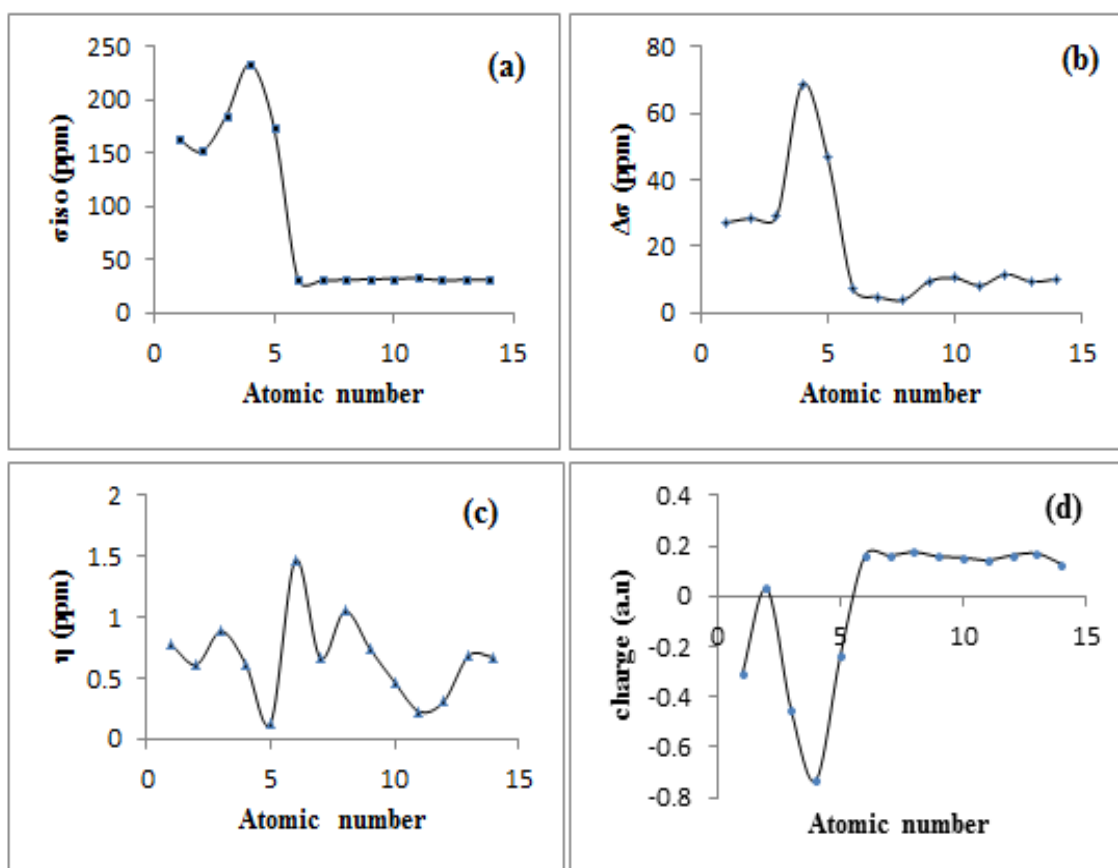 (a)
σiso (ppm)
250
200
150
100
50
0
0 5 10 15
Atomic number
(b)
Δσ (ppm)
80
60
40
20
0
0 5 10 15
Atomic number
(c)
η (ppm)
2
1.5
1
0.5
0
0 5 10 15
Atomic number
(d)
charge (a.u)
0.4
0.2
0
-0.2
-0.4
-0.6
-0.8
0 5 10 15
Atomic number